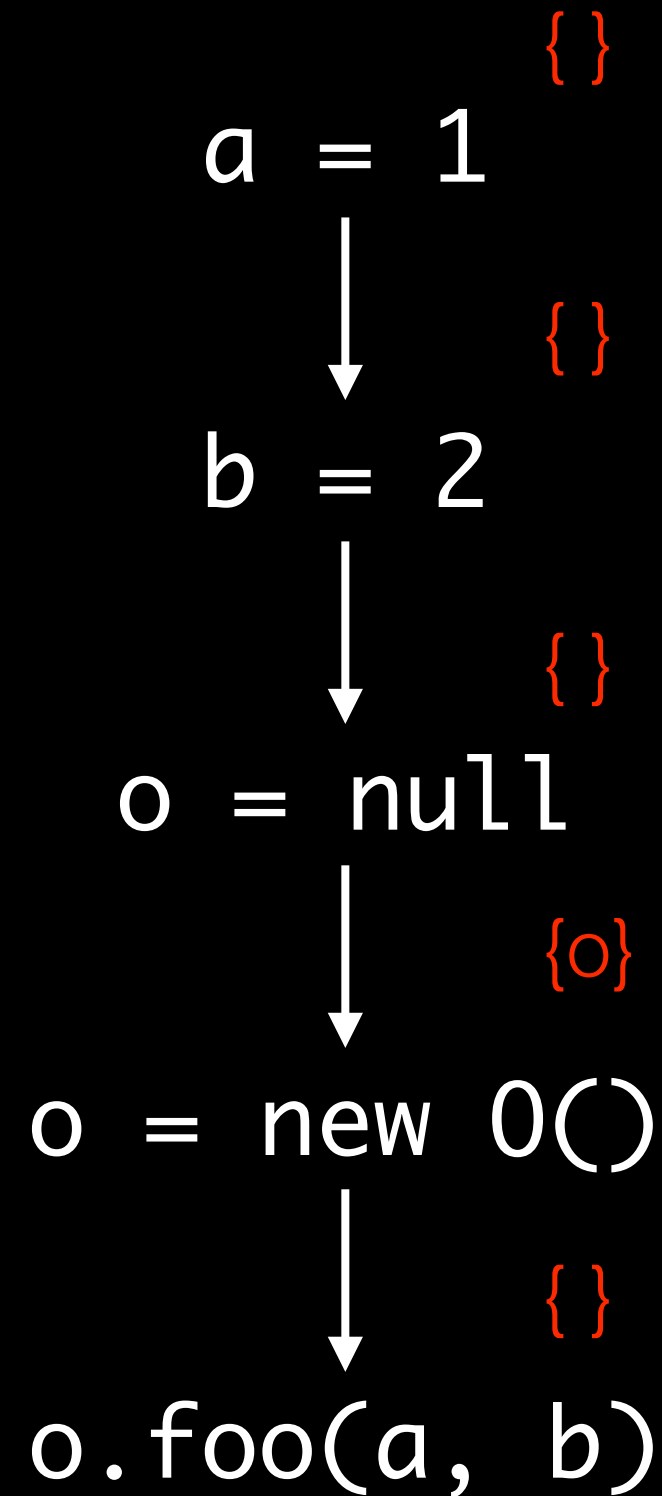 { }
a = 1
{ }
b = 2
{ }
o = null
{o}
o = new O()
{ }
o.foo(a, b)